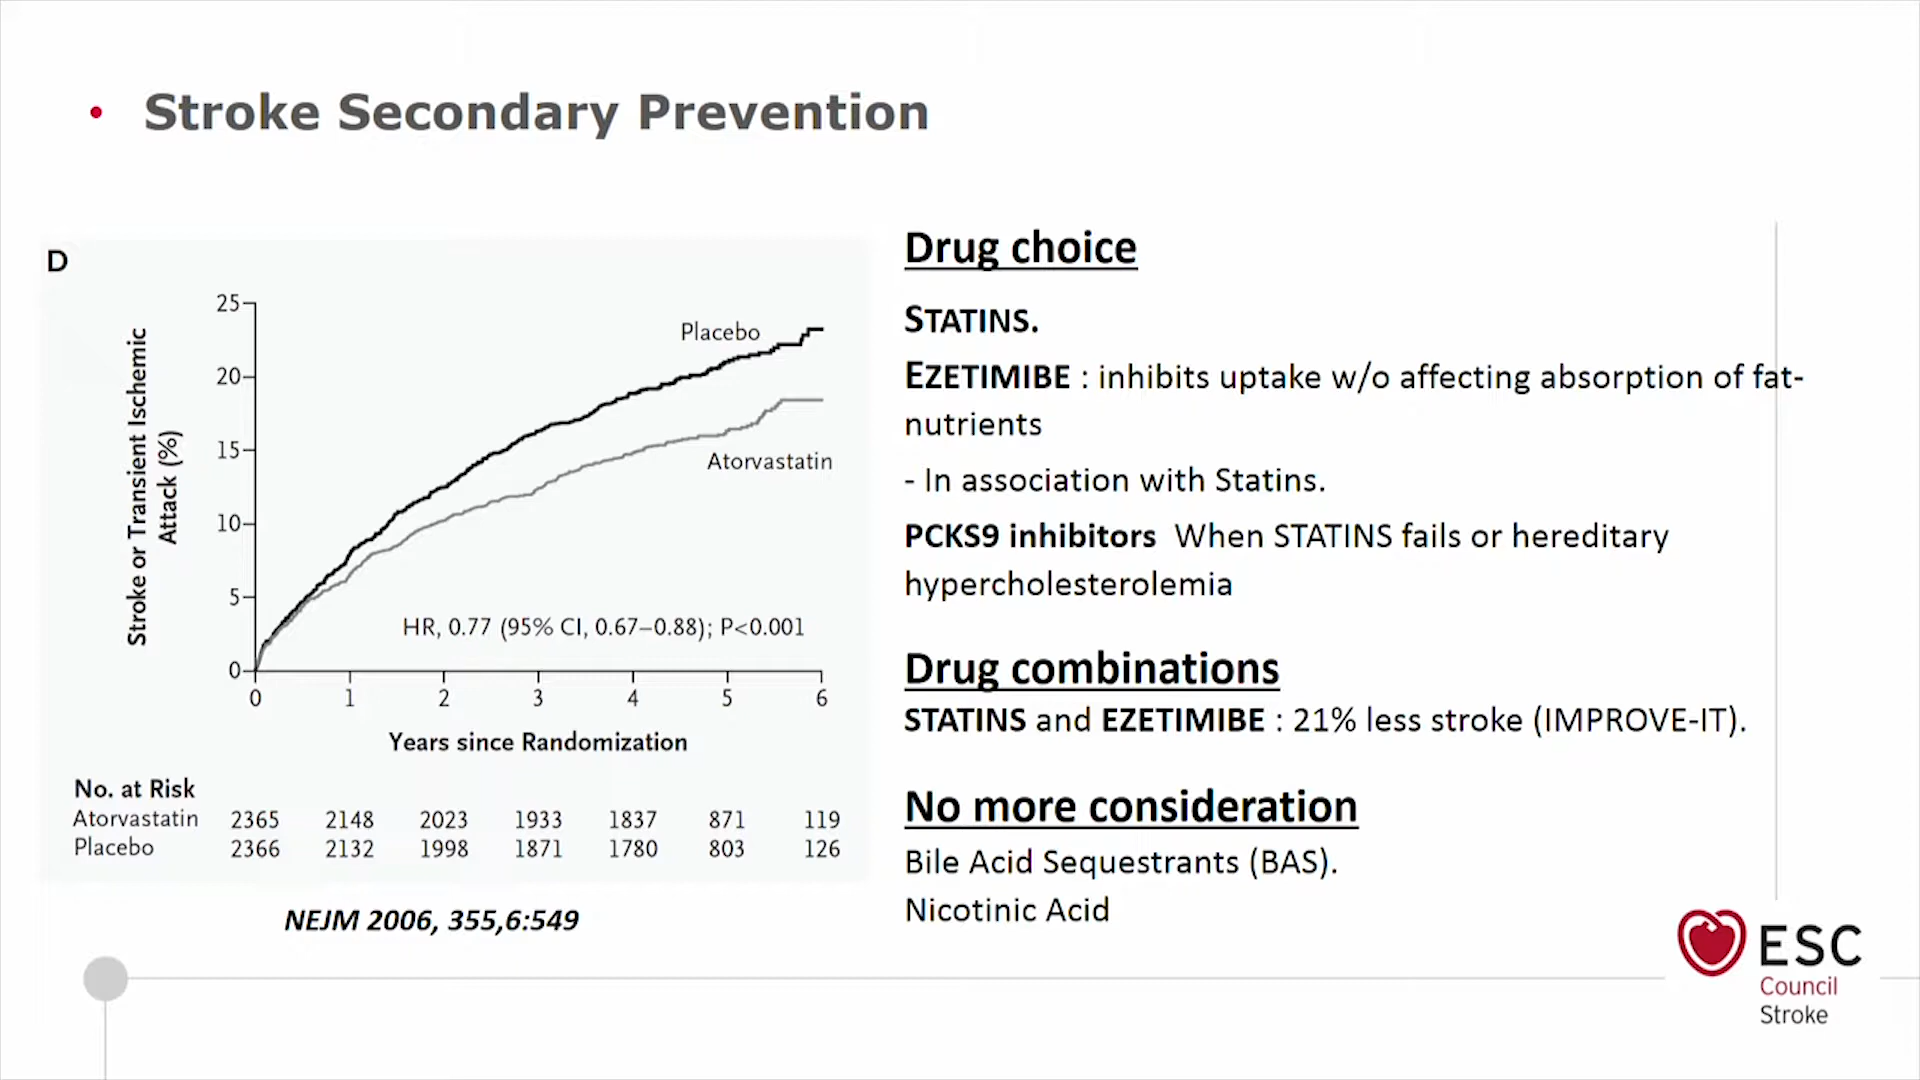 • Stroke Secondary Prevention
D
Stroke or Transient Ischemic
Attack (%)
25
20
15
10
5
0
Placebo
Atorvastatin
HR, 0.77 (95% CI, 0.67–0.88); P<0.001
0 1 2 3 4 5 6
Years since Randomization
No. at Risk
Atorvastatin 2365 2148 2023 1933 1837 871 119
Placebo 2366 2132 1998 1871 1780 803 126
NEJM 2006, 355,6:549
Drug choice
STATINS.
EZETIMIBE : inhibits uptake w/o affecting absorption of fat-
nutrients
- In association with Statins.
PCKS9 inhibitors When STATINS fails or hereditary
hypercholesterolemia
Drug combinations
STATINS and EZETIMIBE : 21% less stroke (IMPROVE-IT).
No more consideration
Bile Acid Sequestrants (BAS).
Nicotinic Acid
ESC
Council
Stroke